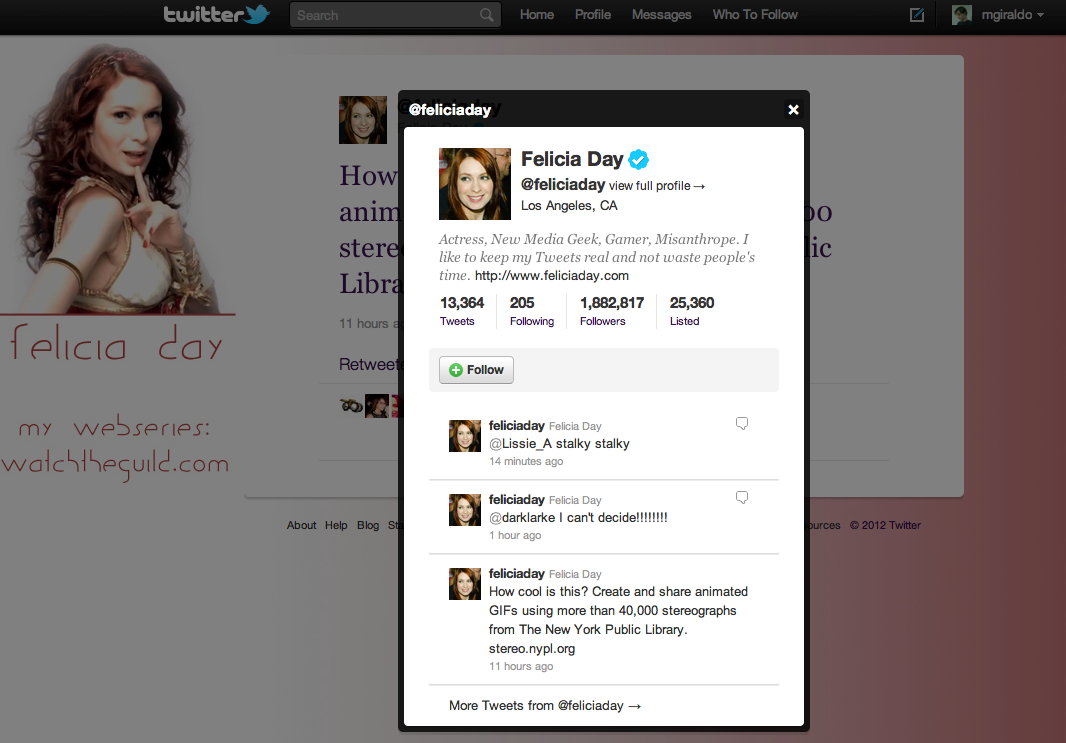 twitter
Search
Home Profile Messages Who To Follow
mgiraldo
@feliciaday
Felicia Day
@feliciaday view full profile →
Los Angeles, CA
Actress, New Media Geek, Gamer, Misanthrope. I
like to keep my Tweets real and not waste people's
time. http://www.feliciaday.com
13,364 205 1,882,817 25,360
Tweets Following Followers Listed
Follow
feliciaday Felicia Day
@Lissie_A stalky stalky
14 minutes ago
feliciaday Felicia Day
@darklarke I can't decide!!!!!!!!
1 hour ago
feliciaday Felicia Day
How cool is this? Create and share animated
GIFs using more than 40,000 stereographs
from The New York Public Library.
stereo.nypl.org
11 hours ago
More Tweets from @feliciaday →
How
11 hours
felicia day
my webseries:
watchtheguild.com
About Help Blog
© 2012 Twitter